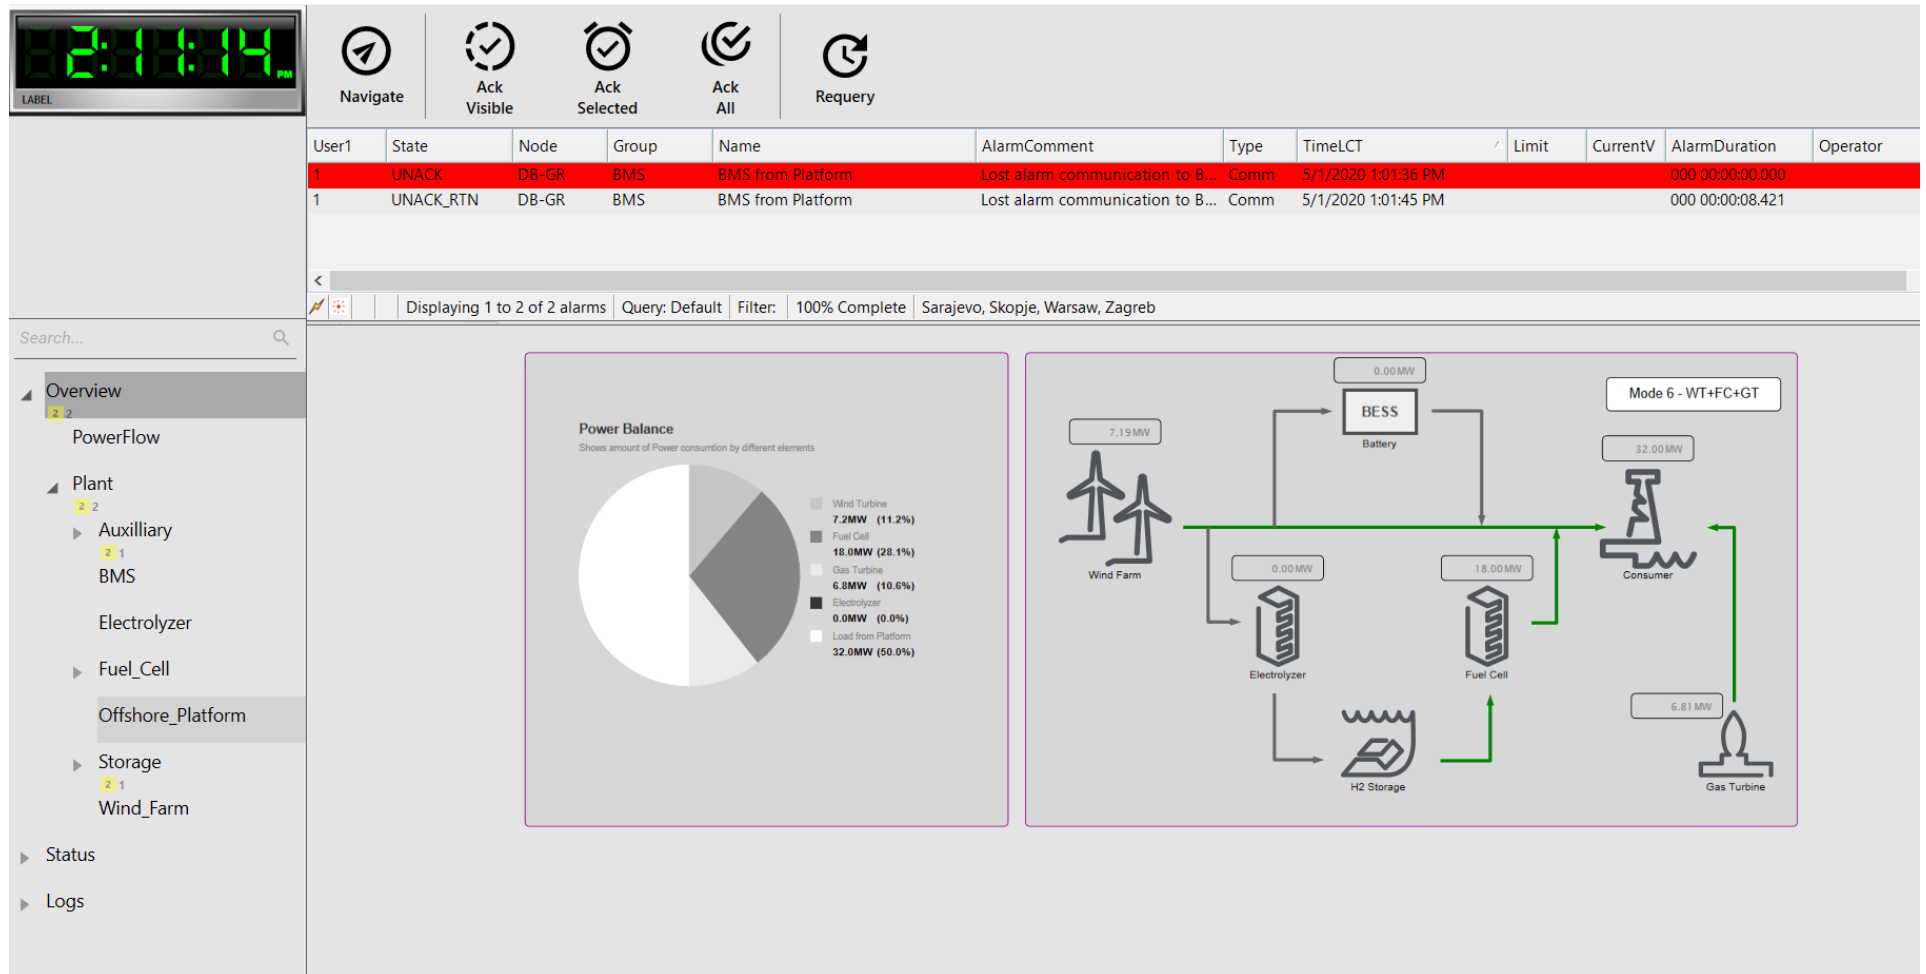 2:11:14 PM
LABEL
Navigate
Ack Visible
Ack Selected
Ack All
Requery
User1 State Node Group Name AlarmComment Type TimeLCT Limit CurrentV AlarmDuration Operator
1 UNACK DB-GR BMS BMS from Platform Lost alarm communication to B... Comm 5/1/2020 1:01:36 PM 000 00:00:00.000
1 UNACK_RTN DB-GR BMS BMS from Platform Lost alarm communication to B... Comm 5/1/2020 1:01:45 PM 000 00:00:08.421
Displaying 1 to 2 of 2 alarms Query: Default Filter: 100% Complete Sarajevo, Skopje, Warsaw, Zagreb
Search...
Overview
2 2
PowerFlow
Plant
2 2
Auxilliary
2 1
BMS
Electrolyzer
Fuel_Cell
Offshore_Platform
Storage
2 1
Wind_Farm
Status
Logs
Power Balance
Shows amount of Power consumtion by different elements
Wind Turbine
7.2MW (11.2%)
Fuel Cell
18.0MW (28.1%)
Gas Turbine
6.8MW (10.6%)
Electrolyzer
0.0MW (0.0%)
Load from Platform
32.0MW (50.0%)
0.00 MW
BESS
Battery
Mode 6 - WT+FC+GT
7.19 MW
Wind Farm
32.00 MW
Consumer
0.00 MW
Electrolyzer
18.00 MW
Fuel Cell
H2 Storage
6.81 MW
Gas Turbine